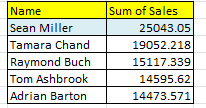 Name Sum of Sales
Sean Miller 25043.05
Tamara Chand 19052.218
Raymond Buch 15117.339
Tom Ashbrook 14595.62
Adrian Barton 14473.571